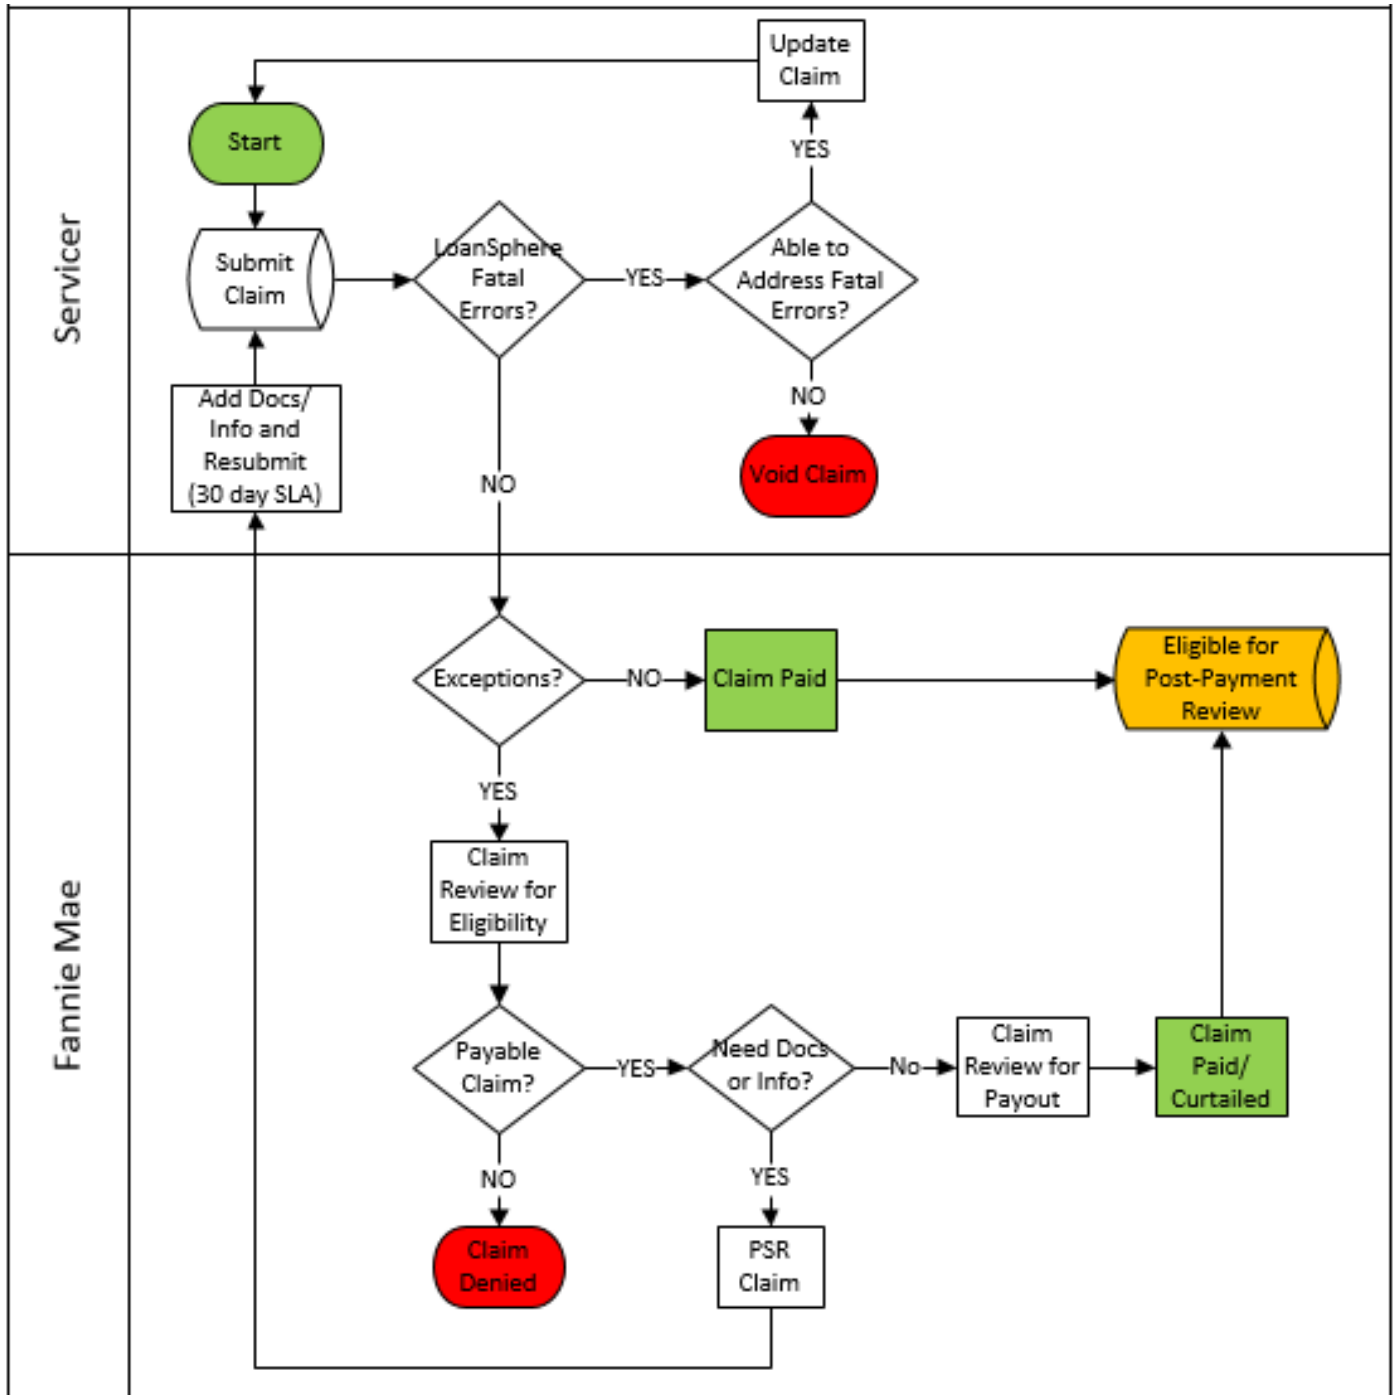 Servicer
Update
Claim
Start
YES
Submit
Claim
LoanSphere
Fatal
Errors?
YES
Able to
Address Fatal
Errors?
NO
Void Claim
Add Docs/
Info and
Resubmit
(30 day SLA)
NO
Fannie Mae
Exceptions?
NO
Claim Paid
Eligible for
Post-Payment
Review
YES
Claim
Review for
Eligibility
Payable
Claim?
YES
Need Docs
or Info?
No
Claim
Review for
Payout
Claim
Paid/
Curtailed
NO
Claim
Denied
YES
PSR
Claim